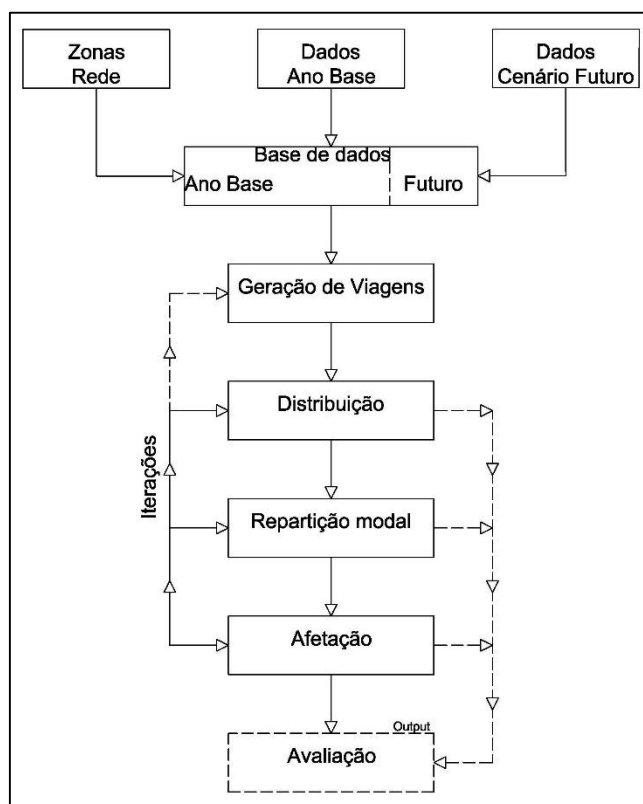 Zonas
Rede
Dados
Ano Base
Dados
Cenário Futuro
Base de dados
Ano Base
Futuro
Geração de Viagens
Distribuição
Iterações
Repartição modal
Afetação
Output
Avaliação